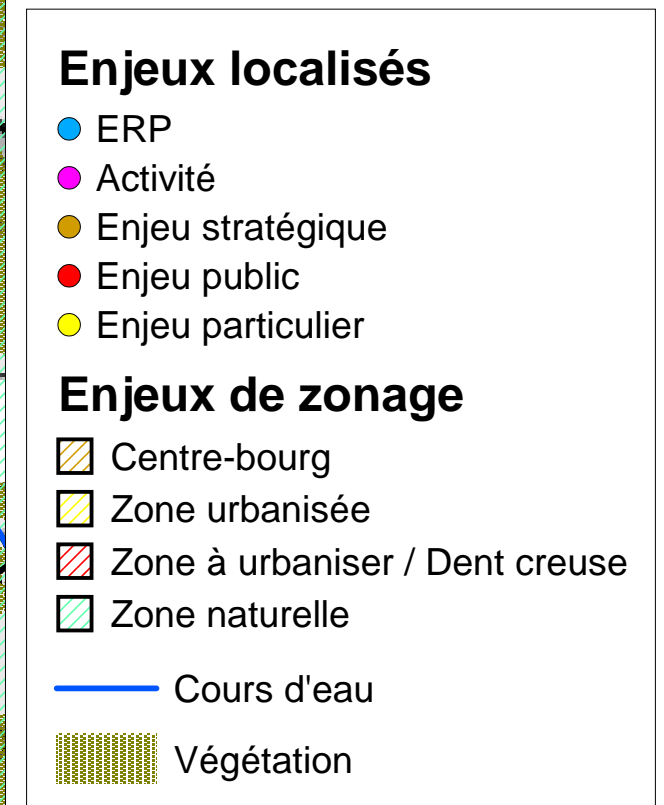 Enjeux localisés
ERP
Activité
Enjeu stratégique
Enjeu public
Enjeu particulier
Enjeux de zonage
Centre-bourg
Zone urbanisée
Zone à urbaniser / Dent creuse
Zone naturelle
Cours d'eau
Végétation